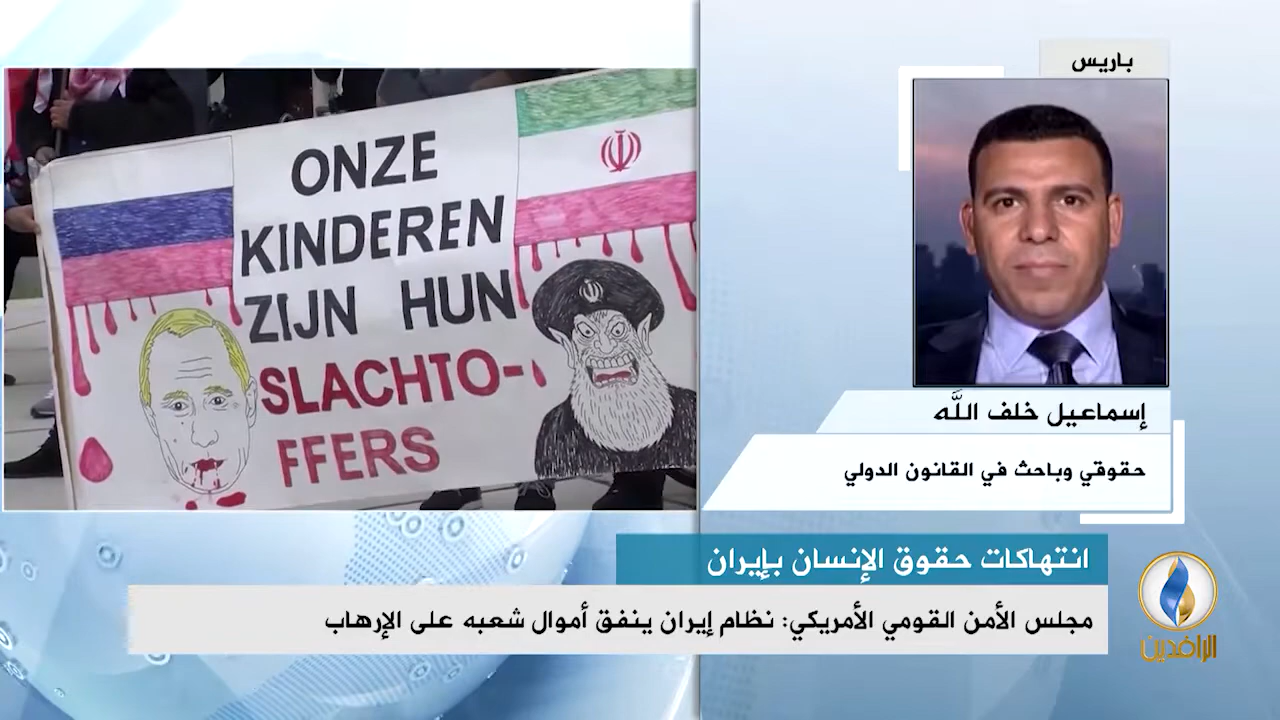 باريس
ONZE
KINDEREN
ZIJN HUN
SLACHTO-
FFERS
إسماعيل خلف الله
حقوقي وباحث في القانون الدولي
انتهاكات حقوق الإنسان بإيران
مجلس الأمن القومي الأمريكي: نظام إيران ينفق أموال شعبه على الإرهاب
الرافدين